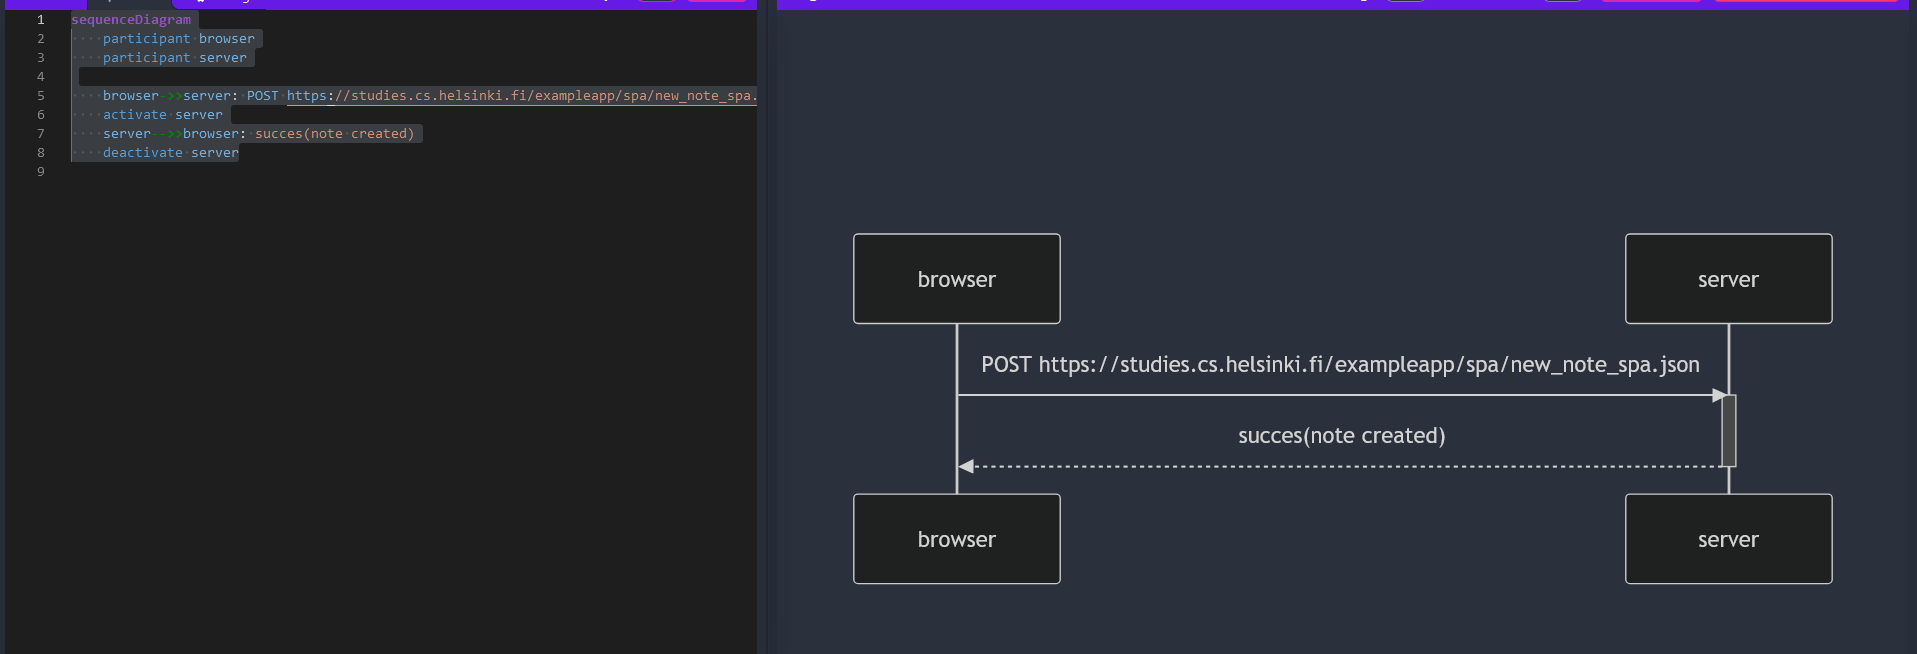 1 sequenceDiagram
2 participant browser
3 participant server
4
5 browser->>server: POST https://studies.cs.helsinki.fi/exampleapp/spa/new_note_spa.
6 activate server
7 server-->>browser: succes(note created)
8 deactivate server
9
browser
server
POST https://studies.cs.helsinki.fi/exampleapp/spa/new_note_spa.json
succes(note created)
browser
server